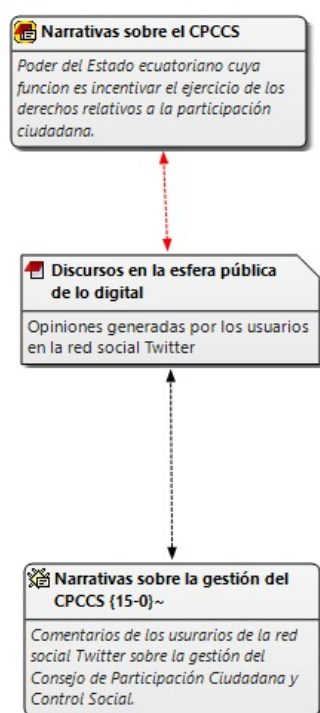 Narrativas sobre el CPCCS
Poder del Estado ecuatoriano cuya
funcion es incentivar el ejercicio de los
derechos relativos a la participación
ciudadana.
Discursos en la esfera pública
de lo digital
Opiniones generadas por los usuarios
en la red social Twitter
Narrativas sobre la gestión del
CPCCS {15-0}~
Comentarios de los usurarios de la red
social Twitter sobre la gestión del
Consejo de Participación Ciudadana y
Control Social.